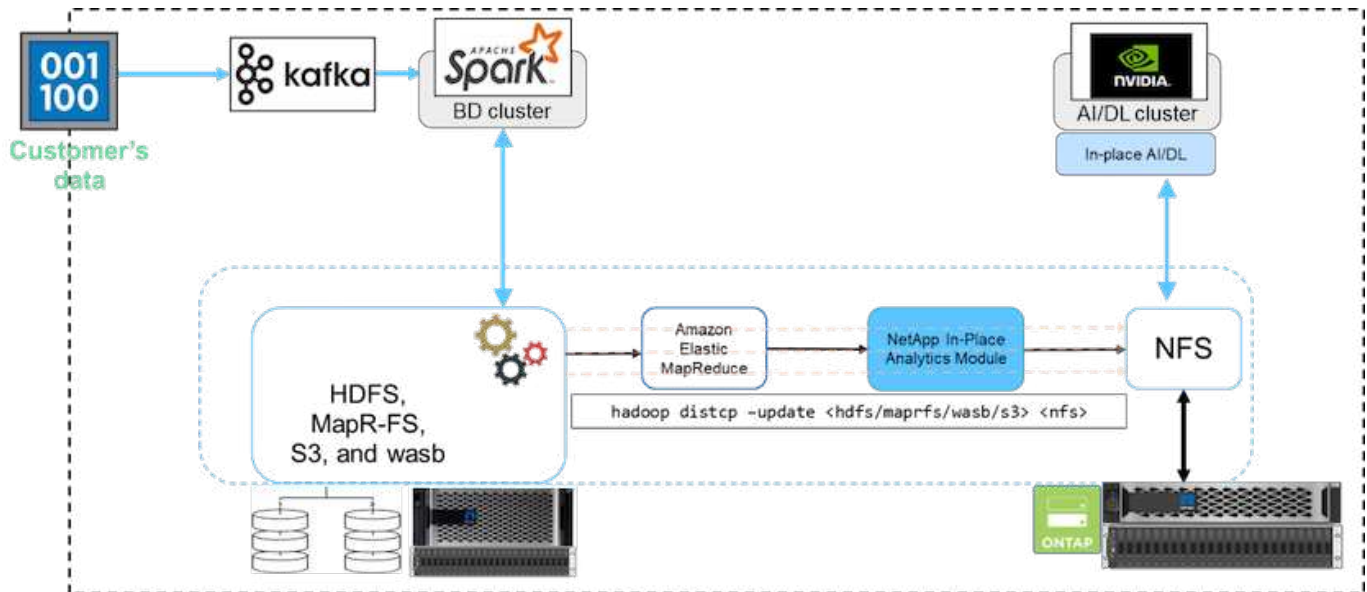 001
100
Customer's
data
kafka
APACHE
Spark™
BD cluster
NVIDIA.
AI/DL cluster
In-place AI/DL
HDFS,
MapR-FS,
S3, and wasb
Amazon
Elastic
MapReduce
NetApp In-Place
Analytics Module
NFS
hadoop distcp -update <hdfs/maprfs/wasb/s3> <nfs>
ONTAP